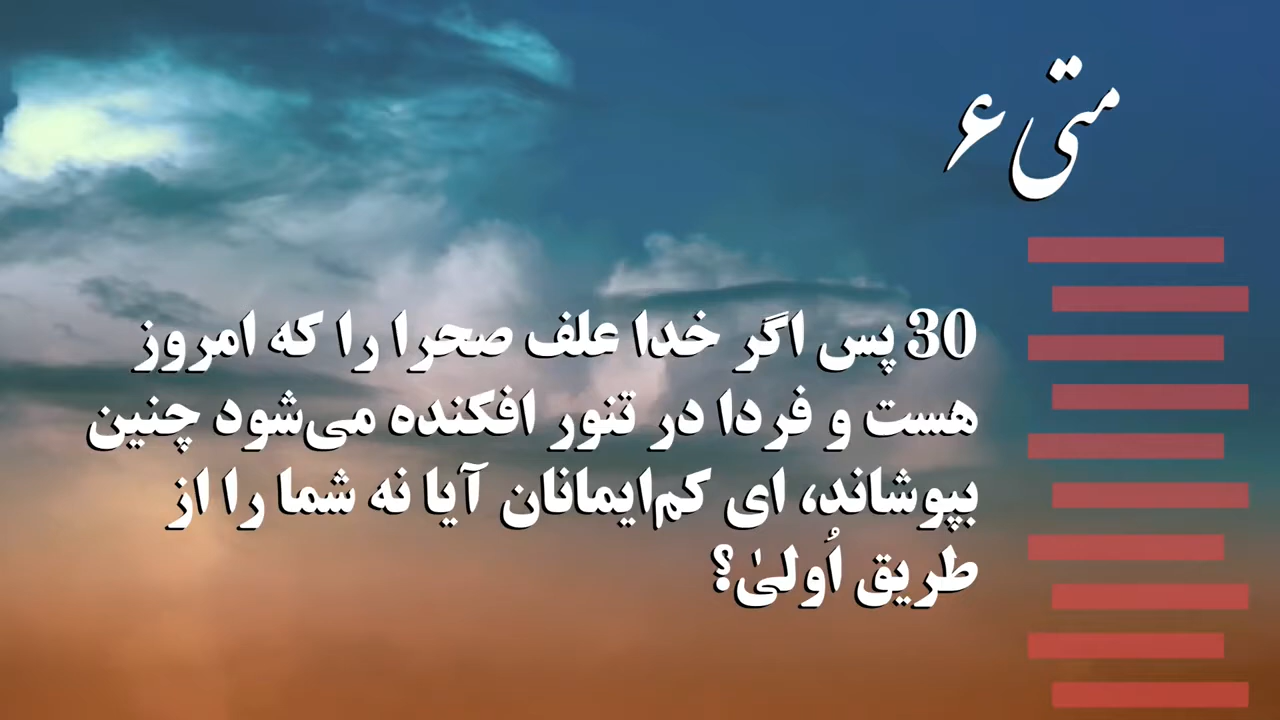 متی ۶
30 پس اگر خدا علف صحرا را که امروز
هست و فردا در تنور افکنده می‌شود چنین
بپوشاند، ای کم‌ایمانان آیا نه شما را از
طریق اُولیٰ؟